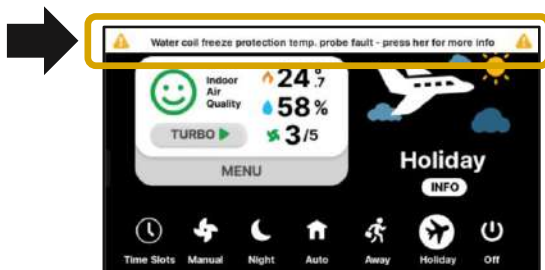 Water coil freeze protection temp. probe fault - press her for more info
Indoor
Air
Quality
24°.7
58%
TURBO
3/5
MENU
Holiday
INFO
Time Slots Manual Night Auto Away Holiday Off